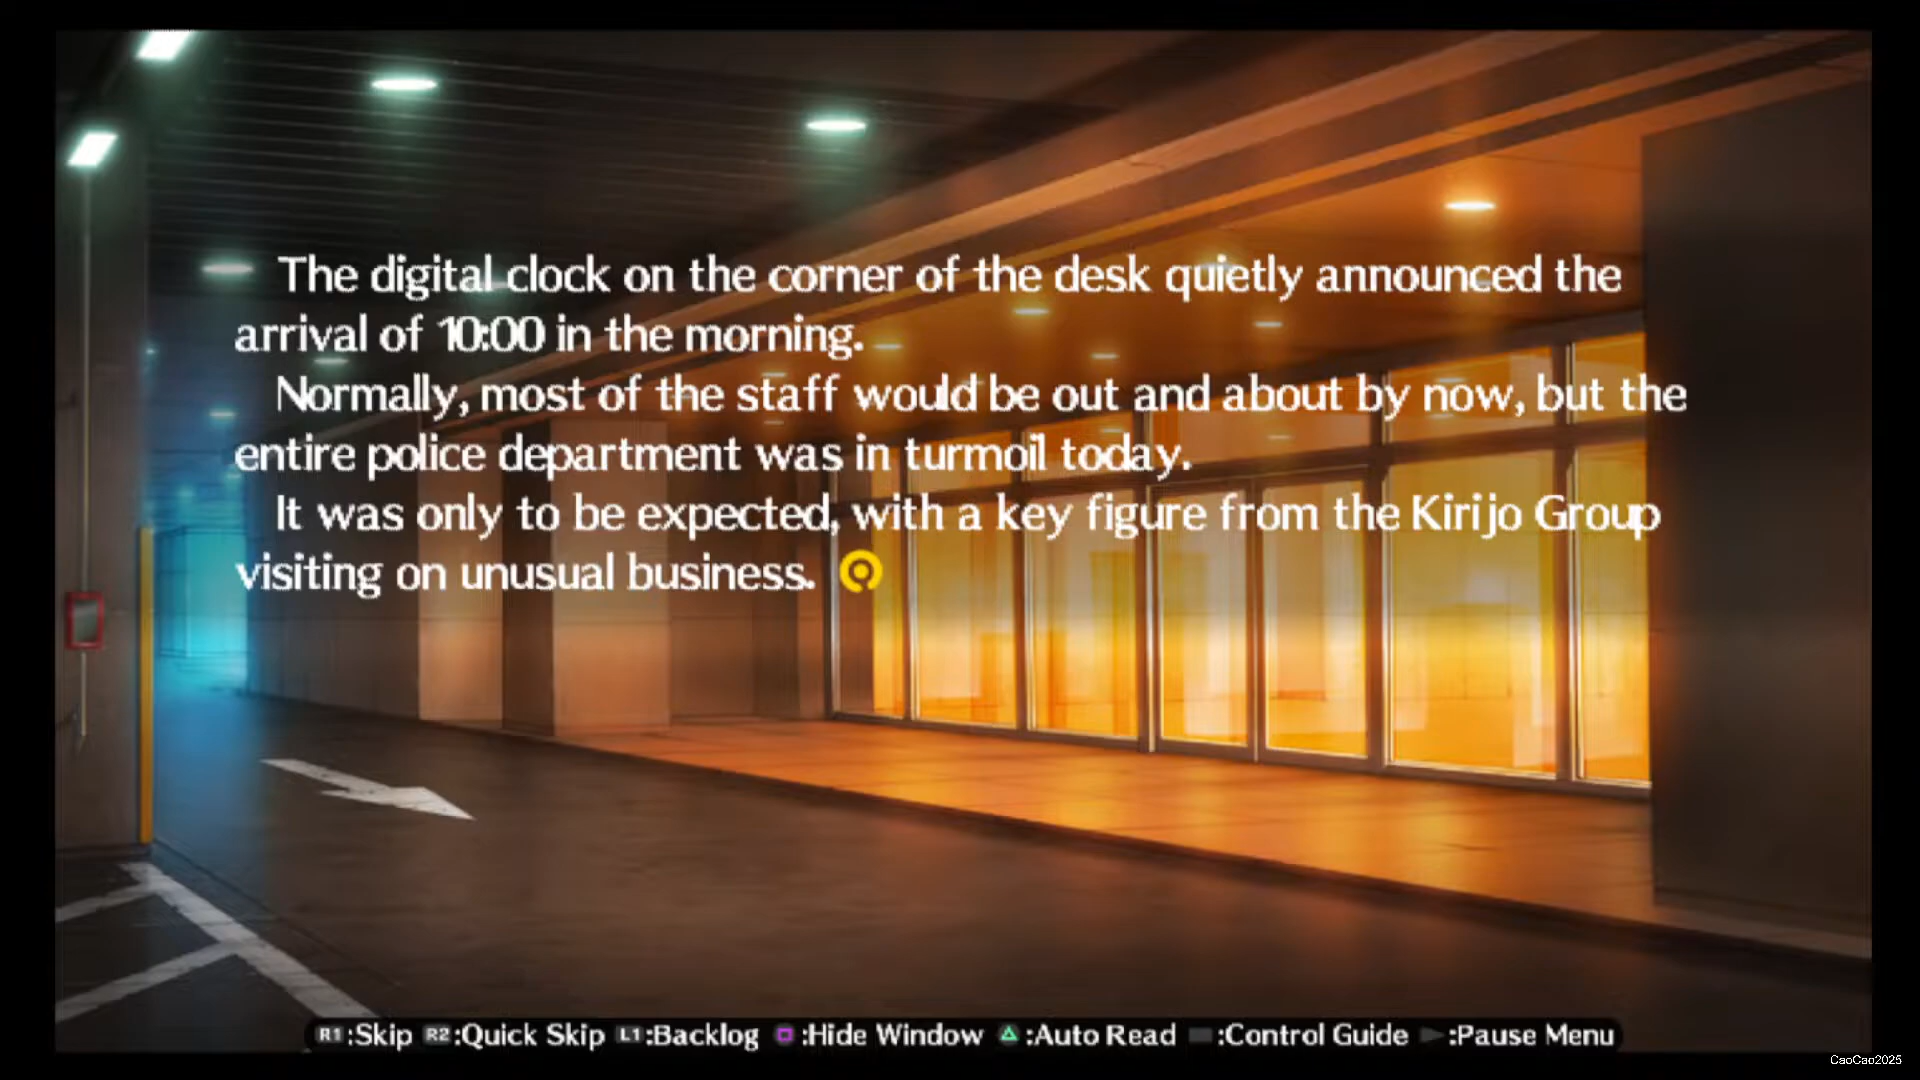 The digital clock on the corner of the desk quietly announced the
arrival of 10:00 in the morning.
Normally, most of the staff would be out and about by now, but the
entire police department was in turmoil today.
It was only to be expected, with a key figure from the Kirijo Group
visiting on unusual business.
R1:Skip R2:Quick Skip L1:Backlog :Hide Window :Auto Read :Control Guide :Pause Menu
CaoCao2025